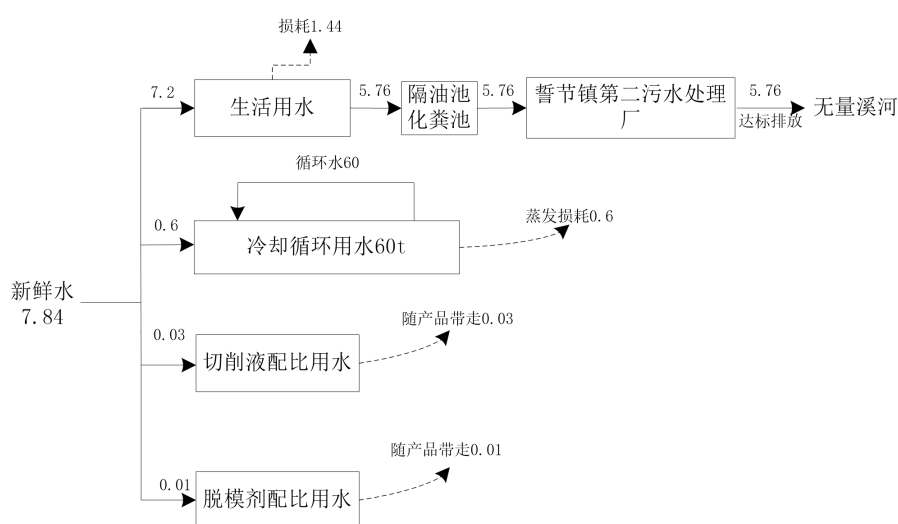 损耗1.44
7.2
生活用水
5.76
隔油池
化粪池
5.76
誓节镇第二污水处理
厂
5.76
达标排放
无量溪河
循环水60
0.6
冷却循环用水60t
蒸发损耗0.6
新鲜水
7.84
0.03
切削液配比用水
随产品带走0.03
0.01
脱模剂配比用水
随产品带走0.01